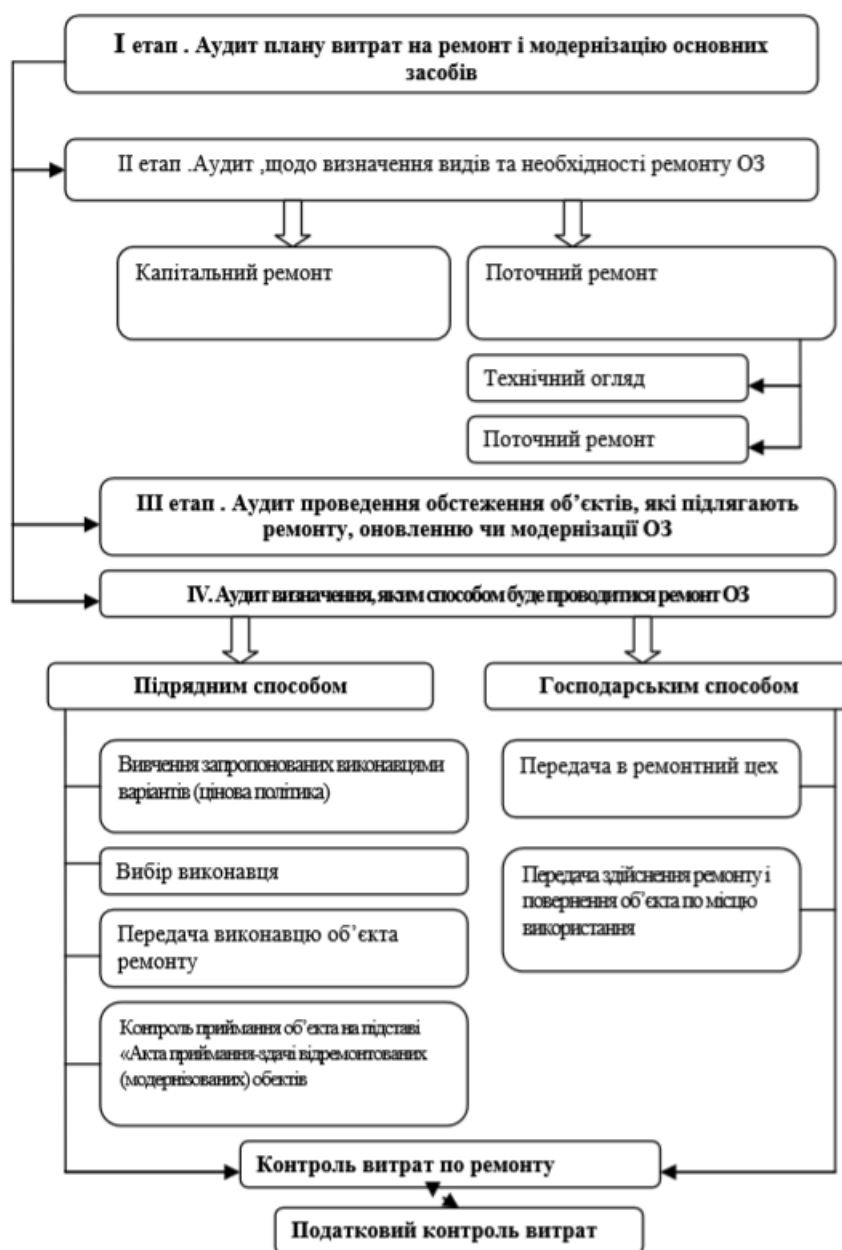 I етап . Аудит плану витрат на ремонт і модернізацію основних
засобів
II етап .Аудит ,щодо визначення видів та необхідності ремонту ОЗ
Капітальний ремонт
Поточний ремонт
Технічний огляд
Поточний ремонт
III етап . Аудит проведення обстеження об’єктів, які підлягають
ремонту, оновленню чи модернізації ОЗ
IV. Аудит визначення, яким способом буде проводитися ремонт ОЗ
Підрядним способом
Господарським способом
Вивчення запропонованих виконавцями
варіантів (цінова політика)
Вибір виконавця
Передача виконавцю об’єкта
ремонту
Контроль приймання об’єкта на підставі
«Акта приймання-здачі відремонтованих
(модернізованих) обєктів
Передача в ремонтний цех
Передача здійснення ремонту і
повернення об’єкта по місцю
використання
Контроль витрат по ремонту
Податковий контроль витрат